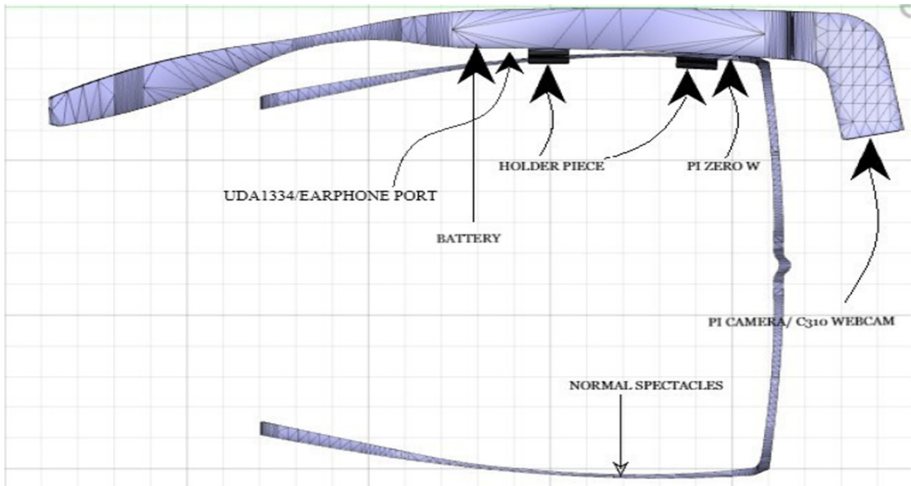 HOLDER PIECE
PI ZERO W
UDA1334/EARPHONE PORT
BATTERY
PI CAMERA/ C310 WEBCAM
NORMAL SPECTACLES